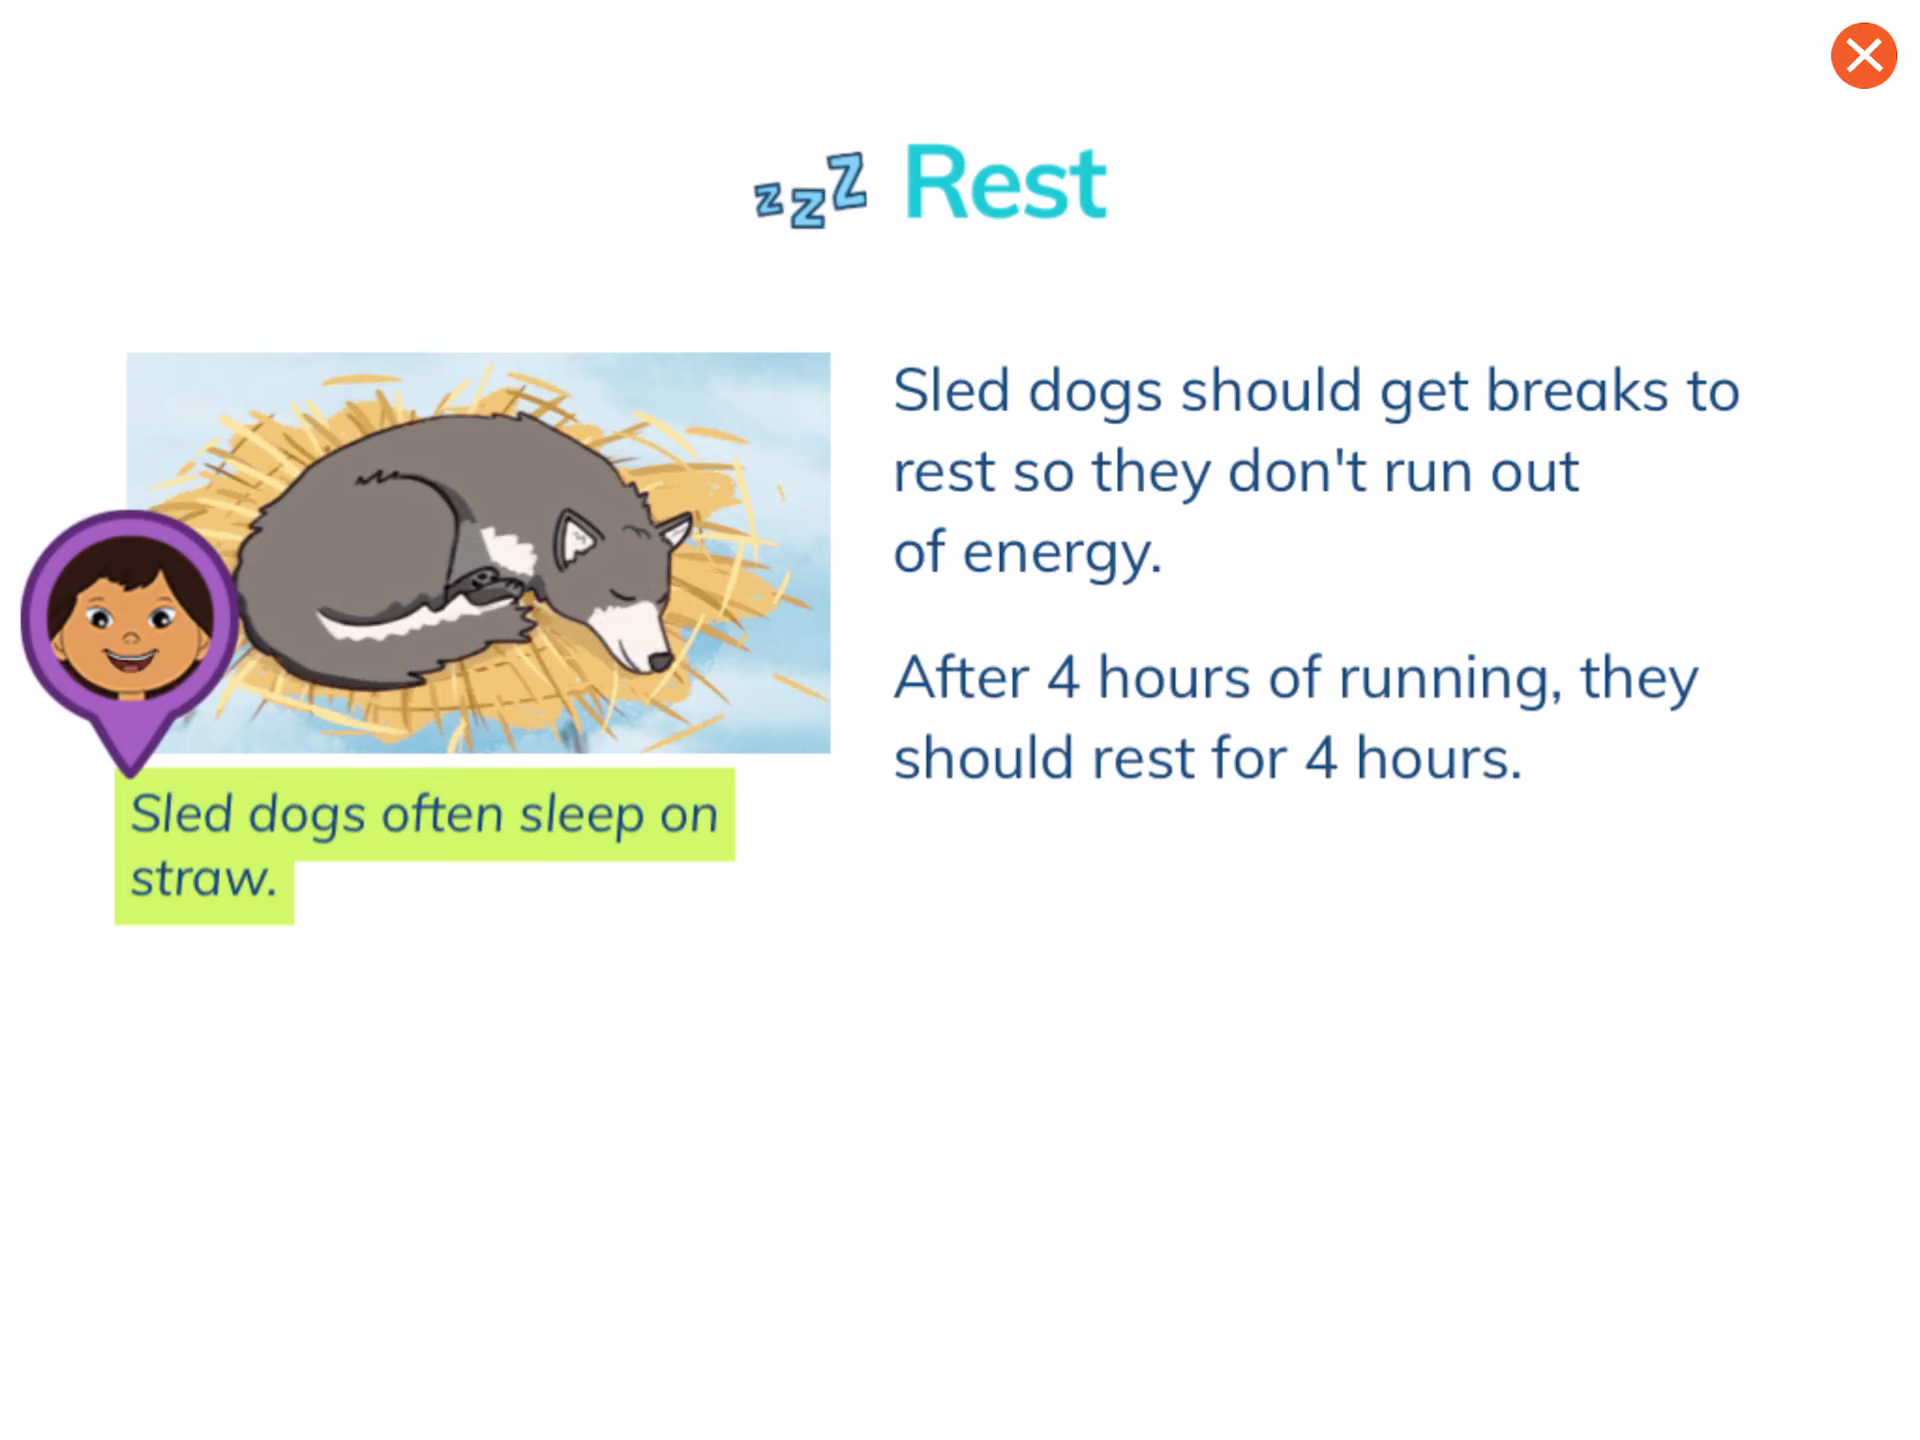 zzz Rest
Sled dogs should get breaks to
rest so they don't run out
of energy.
After 4 hours of running, they
should rest for 4 hours.
Sled dogs often sleep on
straw.